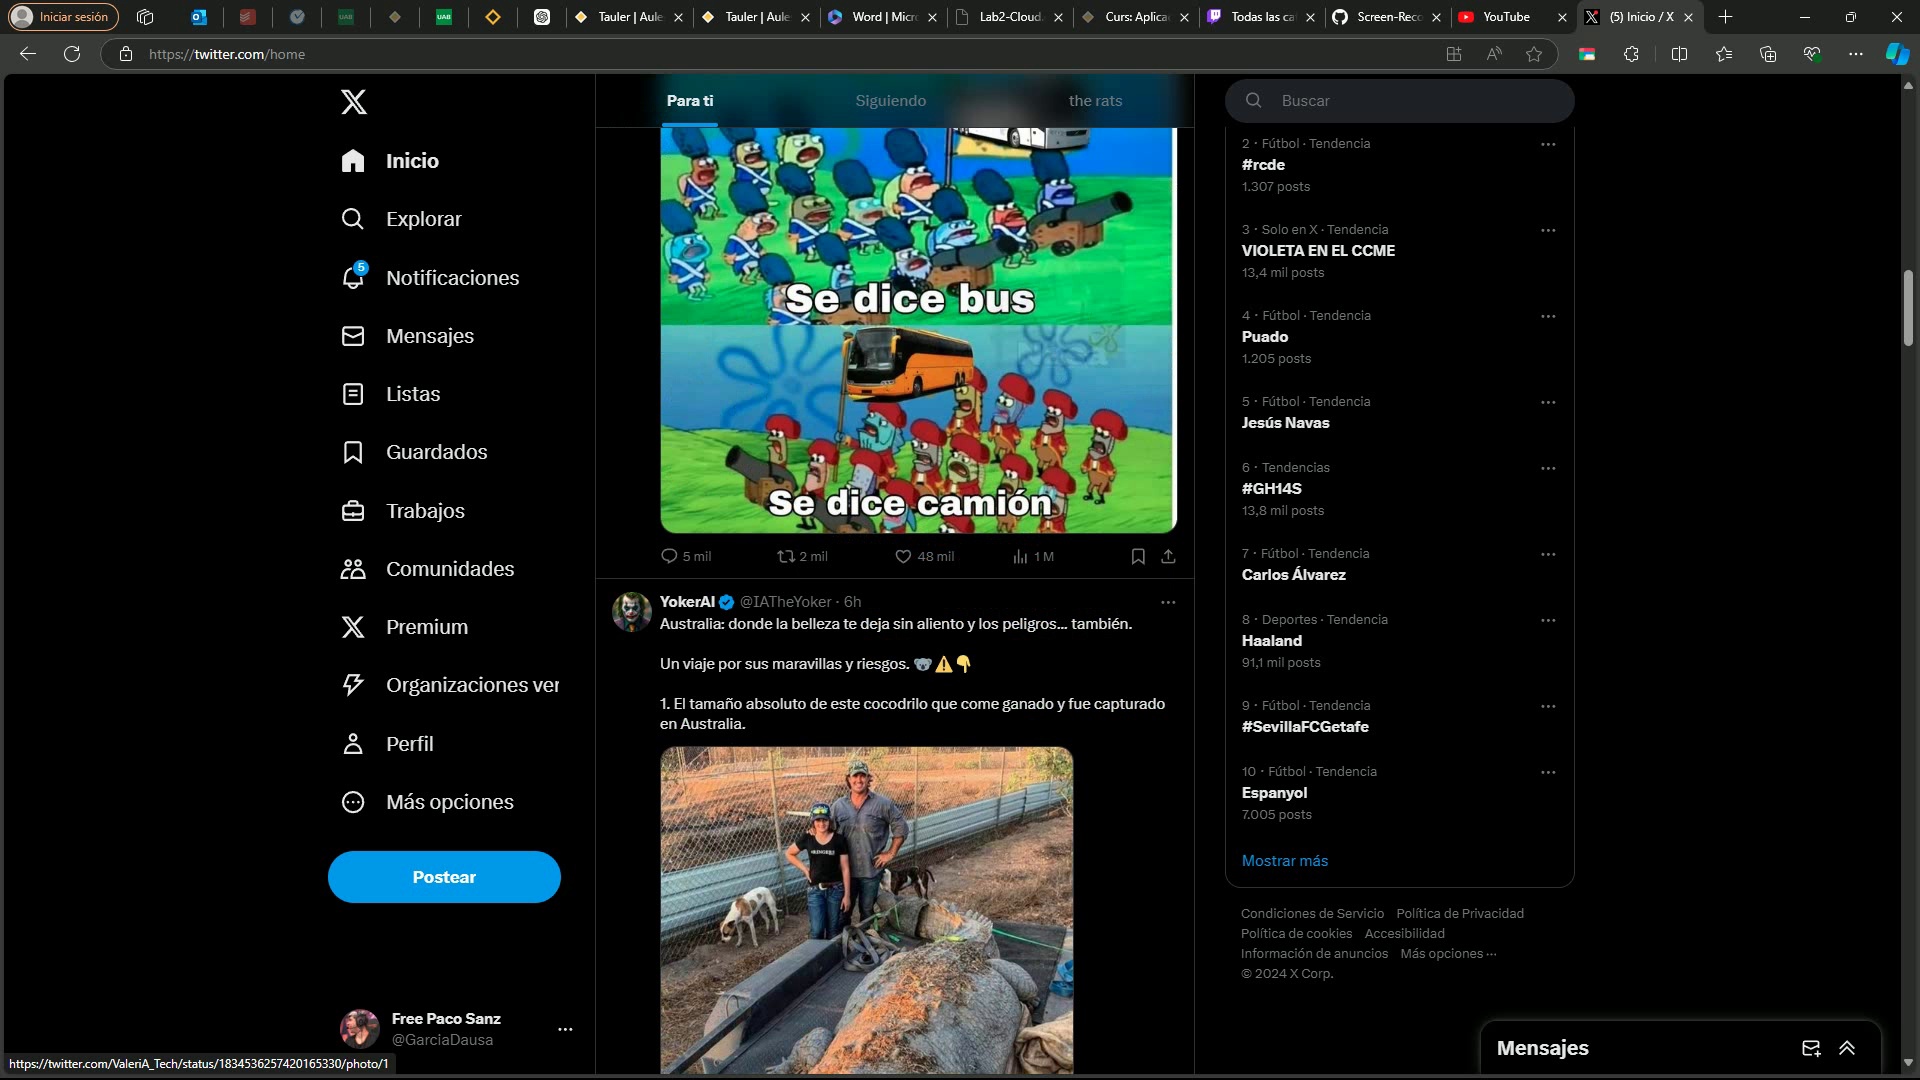 Iniciar sesión
UAB
UAB
Tauler | Aule
Tauler | Aule
Word | Micr
Lab2-Cloud.
Curs: Aplica
Todas las ca
Screen-Reco
YouTube
(5) Inicio / X
https://twitter.com/home
Inicio
Explorar
5
Notificaciones
Mensajes
Listas
Guardados
Trabajos
Comunidades
Premium
Organizaciones ver
Perfil
Más opciones
Postear
Free Paco Sanz
@GarciaDausa
https://twitter.com/ValeriA_Tech/status/1834536257420165330/photo/1
Para ti
Siguiendo
the rats
Se dice bus
Se dice camión
5 mil
2 mil
48 mil
1 M
YokerAI @IATheYoker · 6h
Australia: donde la belleza te deja sin aliento y los peligros... también.
Un viaje por sus maravillas y riesgos. 🐨⚠️👇
1. El tamaño absoluto de este cocodrilo que come ganado y fue capturado
en Australia.
Buscar
2 · Fútbol · Tendencia
#rcde
1.307 posts
3 · Solo en X · Tendencia
VIOLETA EN EL CCME
13,4 mil posts
4 · Fútbol · Tendencia
Puado
1.205 posts
5 · Fútbol · Tendencia
Jesús Navas
6 · Tendencias
#GH14S
13,8 mil posts
7 · Fútbol · Tendencia
Carlos Álvarez
8 · Deportes · Tendencia
Haaland
91,1 mil posts
9 · Fútbol · Tendencia
#SevillaFCGetafe
10 · Fútbol · Tendencia
Espanyol
7.005 posts
Mostrar más
Condiciones de Servicio Política de Privacidad
Política de cookies Accesibilidad
Información de anuncios Más opciones ···
© 2024 X Corp.
Mensajes